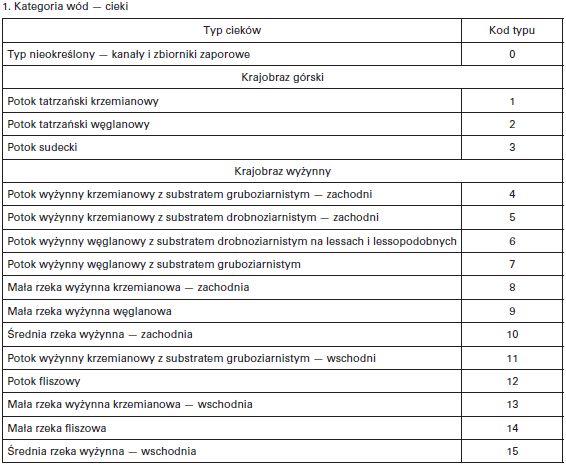 1. Kategoria wód — cieki
Typ cieków Kod typu
Typ nieokreślony — kanały i zbiorniki zaporowe 0
Krajobraz górski
Potok tatrzański krzemianowy 1
Potok tatrzański węglanowy 2
Potok sudecki 3
Krajobraz wyżynny
Potok wyżynny krzemianowy z substratem gruboziarnistym — zachodni 4
Potok wyżynny krzemianowy z substratem drobnoziarnistym — zachodni 5
Potok wyżynny węglanowy z substratem drobnoziarnistym na lessach i lessopodobnych 6
Potok wyżynny węglanowy z substratem gruboziarnistym 7
Mała rzeka wyżynna krzemianowa — zachodnia 8
Mała rzeka wyżynna węglanowa 9
Średnia rzeka wyżynna — zachodnia 10
Potok wyżynny krzemianowy z substratem gruboziarnistym — wschodni 11
Potok fliszowy 12
Mała rzeka wyżynna krzemianowa — wschodnia 13
Mała rzeka fliszowa 14
Średnia rzeka wyżynna — wschodnia 15